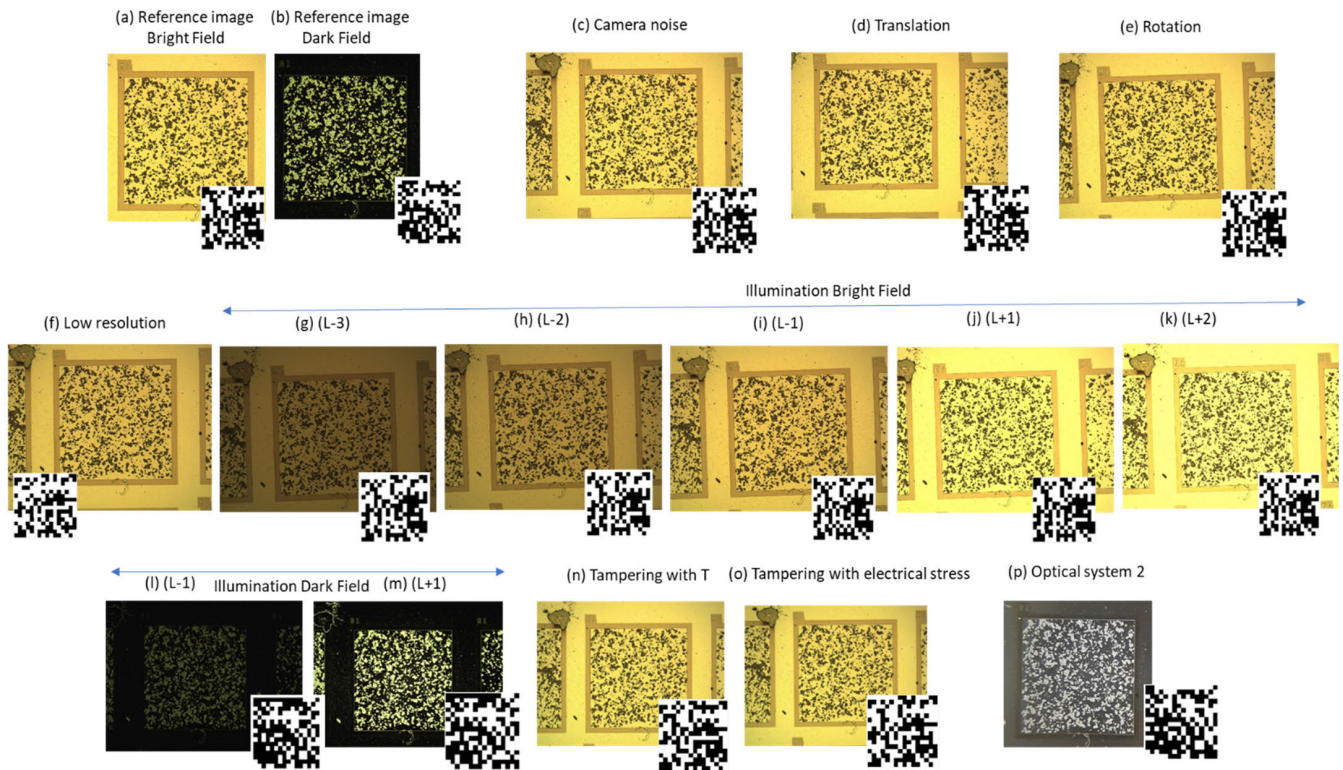 (a) Reference image
Bright Field
(b) Reference image
Dark Field
(c) Camera noise
(d) Translation
(e) Rotation
Illumination Bright Field
(f) Low resolution
(g) (L-3)
(h) (L-2)
(i) (L-1)
(j) (L+1)
(k) (L+2)
(l) (L-1)
Illumination Dark Field
(m) (L+1)
(n) Tampering with T
(o) Tampering with electrical stress
(p) Optical system 2